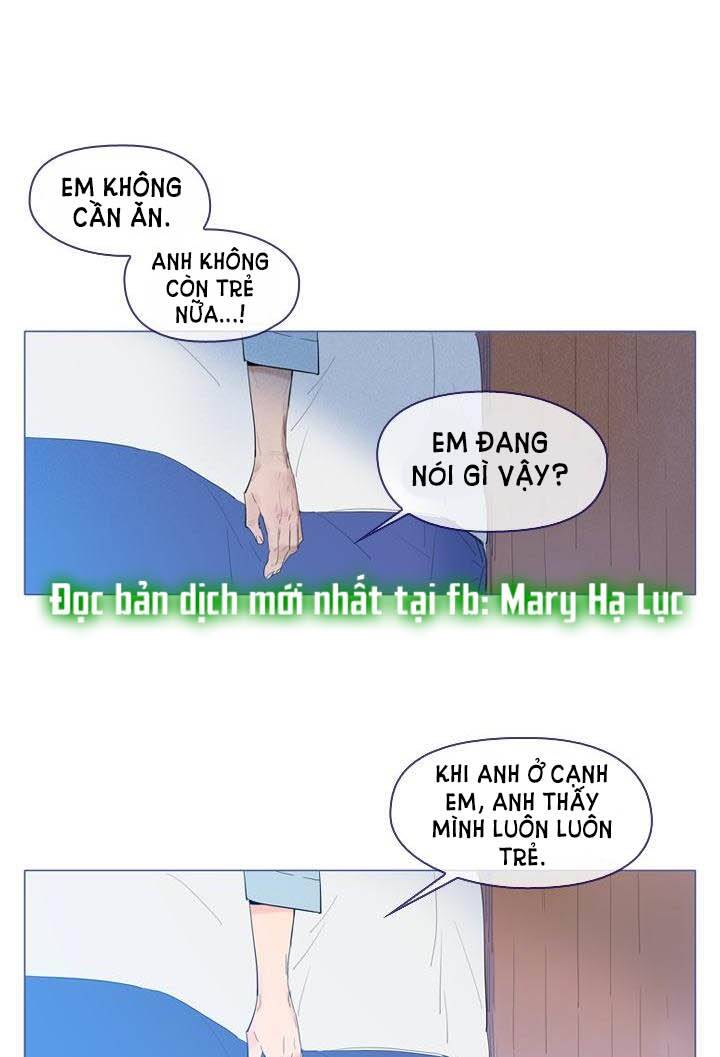 EM KHÔNG
CẦN ĂN.
ANH KHÔNG
CÒN TRẺ
NỮA...!
EM ĐANG
NÓI GÌ VẬY?
Đọc bản dịch mới nhất tại fb: Mary Hạ Lục
KHI ANH Ở CẠNH
EM, ANH THẤY
MÌNH LUÔN LUÔN
TRẺ.